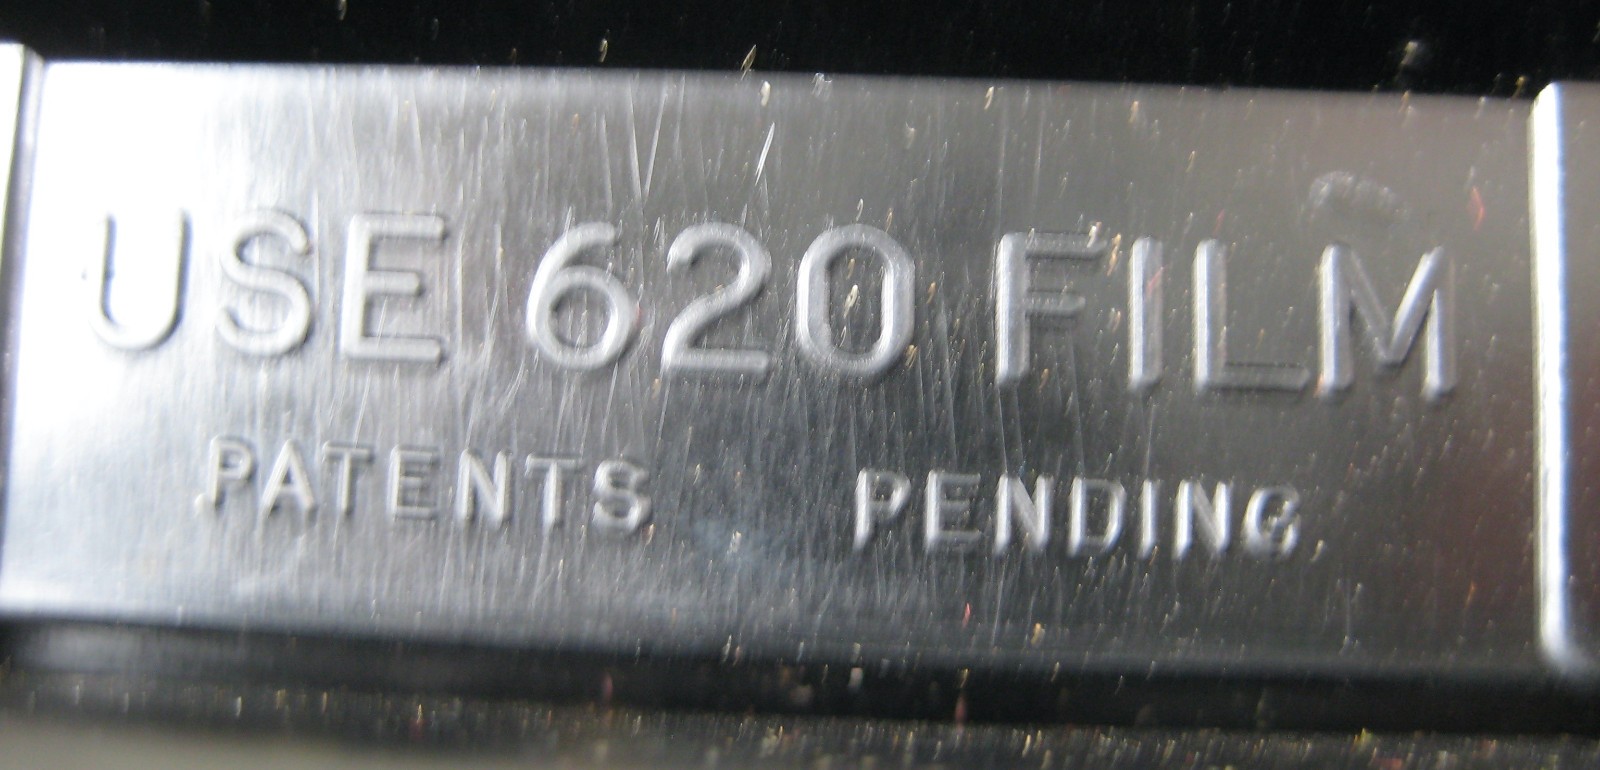 USE 620 FILM
PATENTS PENDING